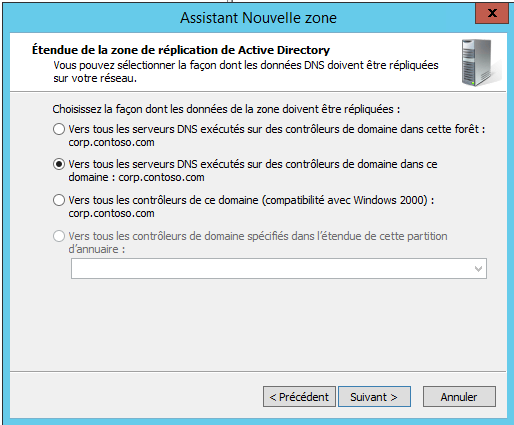 Assistant Nouvelle zone
x
Étendue de la zone de réplication de Active Directory
Vous pouvez sélectionner la façon dont les données DNS doivent être répliquées
sur votre réseau.
Choisissez la façon dont les données de la zone doivent être répliquées :
Vers tous les serveurs DNS exécutés sur des contrôleurs de domaine dans cette forêt :
corp.contoso.com
Vers tous les serveurs DNS exécutés sur des contrôleurs de domaine dans ce
domaine : corp.contoso.com
Vers tous les contrôleurs de ce domaine (compatibilité avec Windows 2000) :
corp.contoso.com
Vers tous les contrôleurs de domaine spécifiés dans l'étendue de cette partition
d'annuaire :
< Précédent Suivant > Annuler